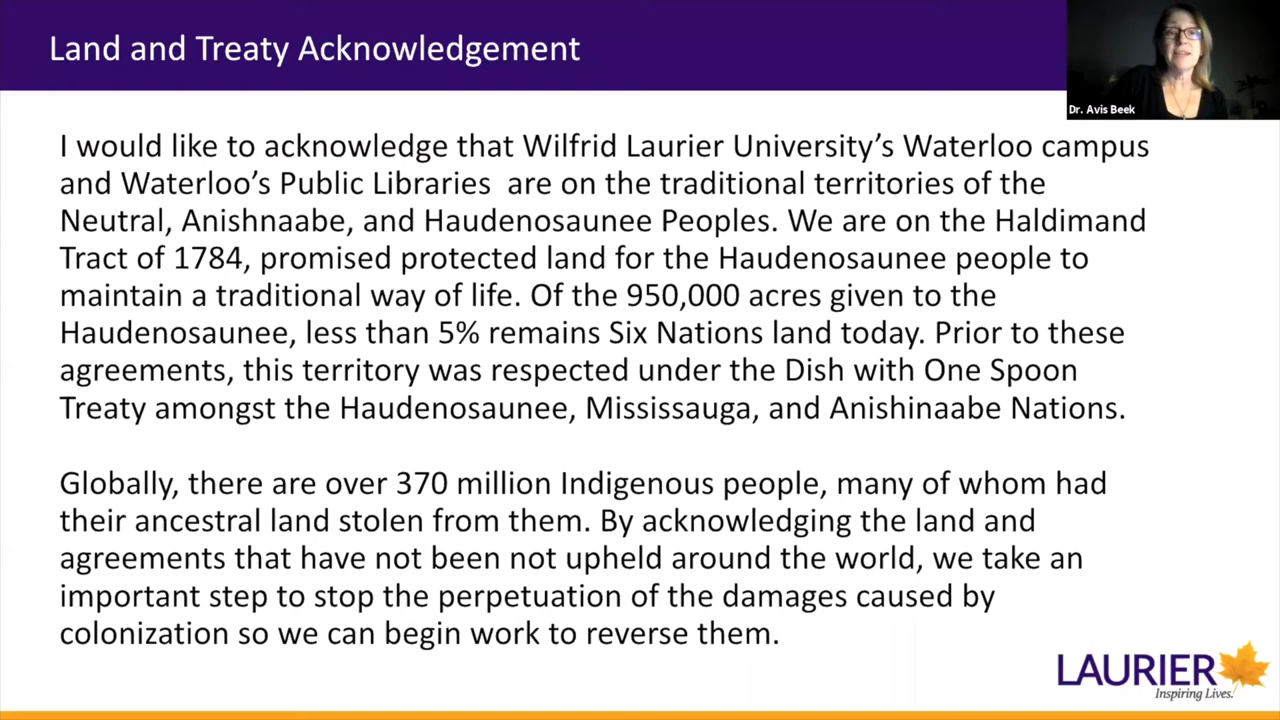 Land and Treaty Acknowledgement
Dr. Avis Beek
I would like to acknowledge that Wilfrid Laurier University’s Waterloo campus
and Waterloo’s Public Libraries are on the traditional territories of the
Neutral, Anishnaabe, and Haudenosaunee Peoples. We are on the Haldimand
Tract of 1784, promised protected land for the Haudenosaunee people to
maintain a traditional way of life. Of the 950,000 acres given to the
Haudenosaunee, less than 5% remains Six Nations land today. Prior to these
agreements, this territory was respected under the Dish with One Spoon
Treaty amongst the Haudenosaunee, Mississauga, and Anishinaabe Nations.
Globally, there are over 370 million Indigenous people, many of whom had
their ancestral land stolen from them. By acknowledging the land and
agreements that have not been not upheld around the world, we take an
important step to stop the perpetuation of the damages caused by
colonization so we can begin work to reverse them.
LAURIER
Inspiring Lives.